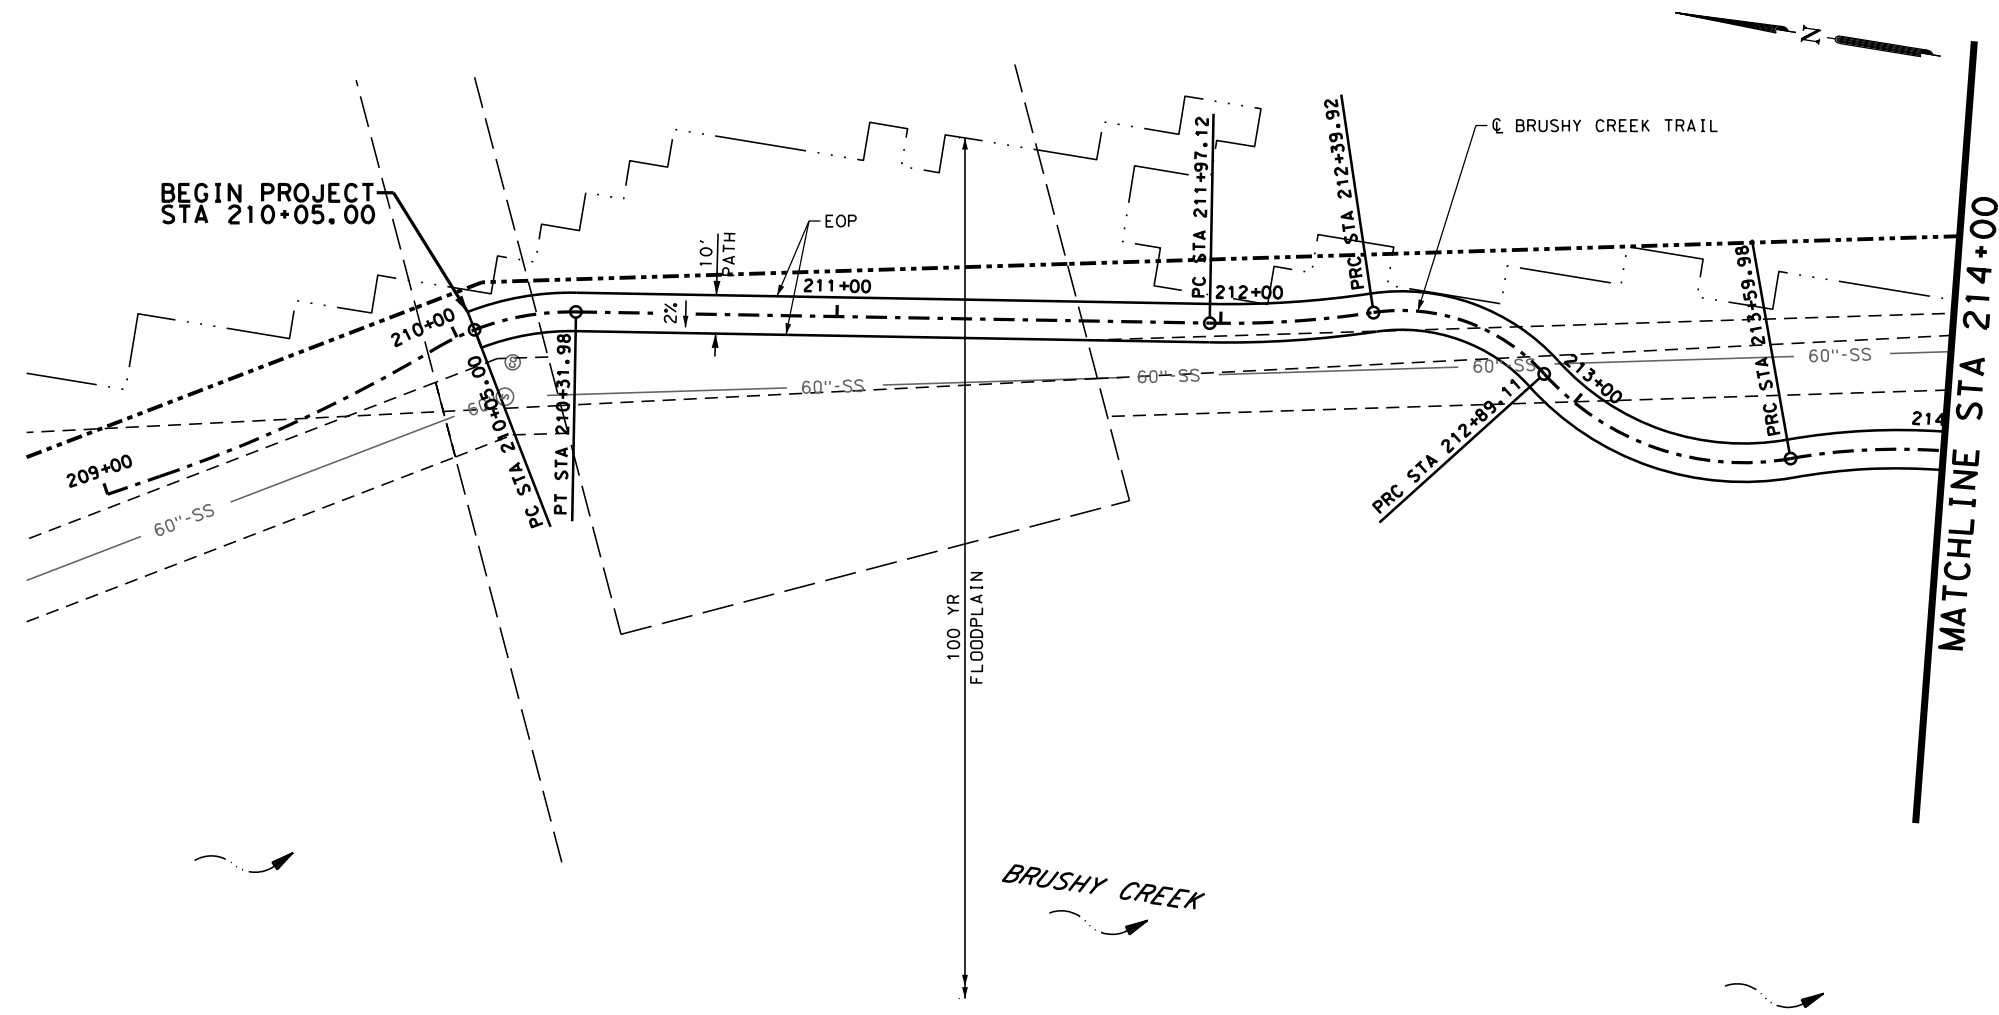 N
BEGIN PROJECT
STA 210+05.00
EOP
10'
PATH
2%
PC STA 211+97.12
PRC STA 212+39.92
℄ BRUSHY CREEK TRAIL
PRC STA 213+59.98
209+00
210+00
211+00
212+00
213+00
214
PC STA 210+05.00
PT STA 210+31.98
PRC STA 212+89.11
60"-SS
60"-SS
60"-SS
60"-SS
60"-SS
MATCHLINE STA 214+00
100 YR
FLOODPLAIN
BRUSHY CREEK